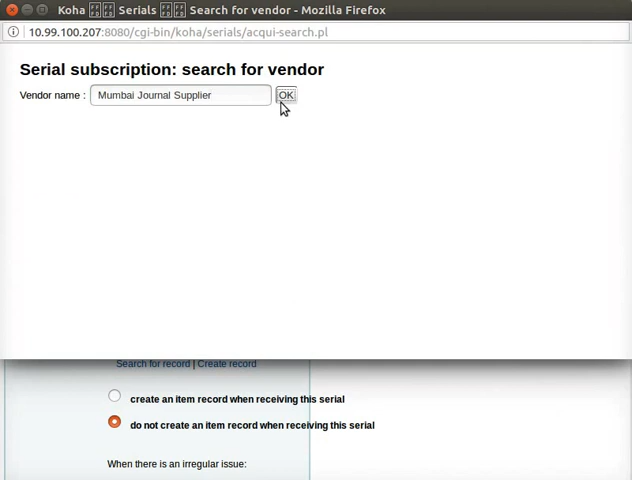 Koha Serials Search for vendor - Mozilla Firefox
10.99.100.207:8080/cgi-bin/koha/serials/acqui-search.pl
Serial subscription: search for vendor
Vendor name : Mumbai Journal Supplier OK
Search for record | Create record
create an item record when receiving this serial
do not create an item record when receiving this serial
When there is an irregular issue: